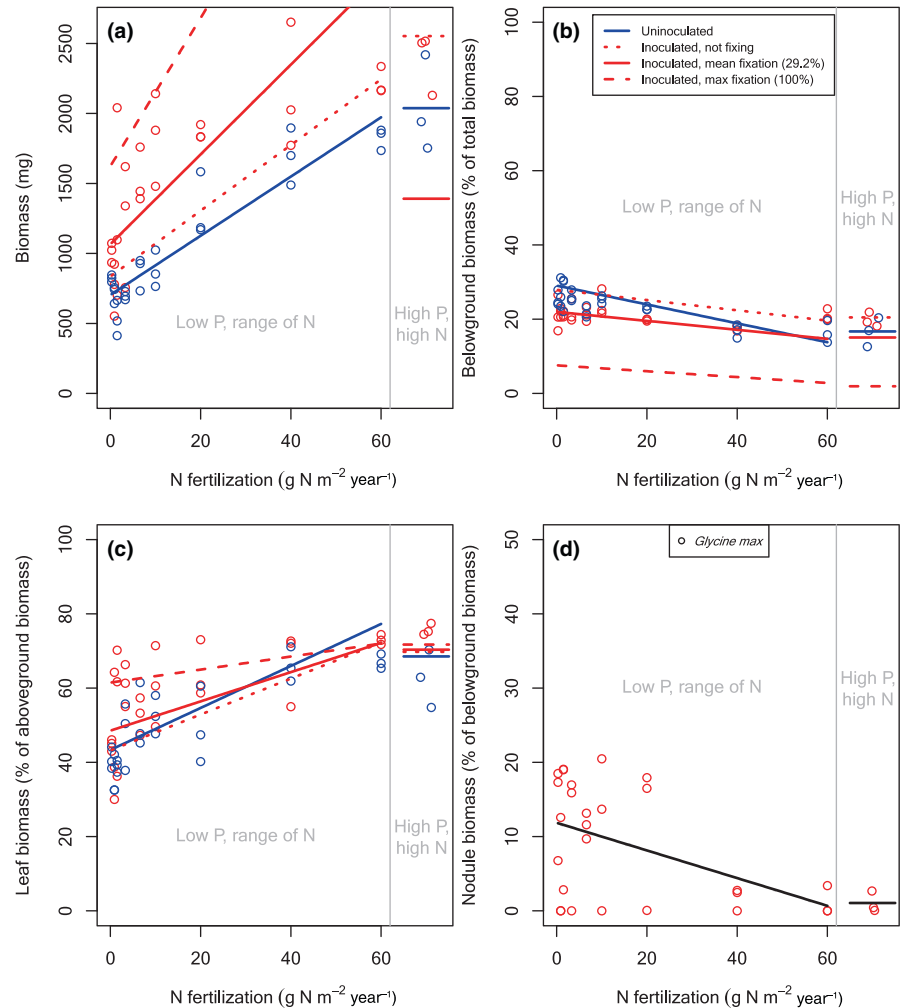 (a)
Biomass (mg)
0
500
1000
1500
2000
2500
Low P, range of N
High P,
high N
0
20
40
60
N fertilization (g N m⁻² year⁻¹)
(b)
Uninoculated
Inoculated, not fixing
Inoculated, mean fixation (29.2%)
Inoculated, max fixation (100%)
Belowground biomass (% of total biomass)
0
20
40
60
80
100
Low P, range of N
High P,
high N
0
20
40
60
N fertilization (g N m⁻² year⁻¹)
(c)
Leaf biomass (% of aboveground biomass)
0
20
40
60
80
100
Low P, range of N
High P,
high N
0
20
40
60
N fertilization (g N m⁻² year⁻¹)
(d)
Glycine max
Nodule biomass (% of belowground biomass)
0
10
20
30
40
50
Low P, range of N
High P,
high N
0
20
40
60
N fertilization (g N m⁻² year⁻¹)